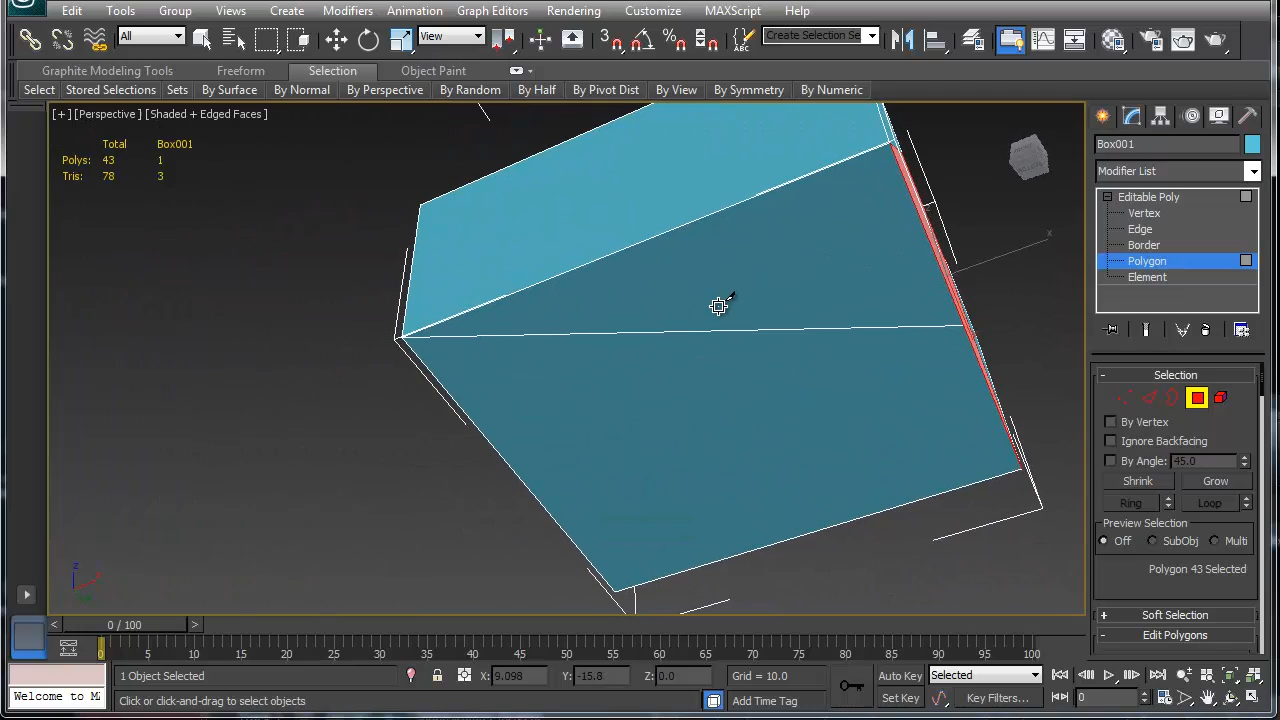 Edit Tools Group Views Create Modifiers Animation Graph Editors Rendering Customize MAXScript Help
All View 3 % ABC Create Selection Se
Graphite Modeling Tools Freeform Selection Object Paint
Select Stored Selections Sets By Surface By Normal By Perspective By Random By Half By Pivot Dist By View By Symmetry By Numeric
[+] [Perspective] [Shaded + Edged Faces]
Total Box001
Polys: 43 1
Tris: 78 3
x
z
Box001
Modifier List
Editable Poly
Vertex
Edge
Border
Polygon
Element
- Selection
By Vertex
Ignore Backfacing
By Angle: 45.0
Shrink Grow
Ring Loop
Preview Selection
Off SubObj Multi
Polygon 43 Selected
+ Soft Selection
- Edit Polygons
< 0 / 100 >
0 5 10 15 20 25 30 35 40 45 50 55 60 65 70 75 80 85 90 95 100
1 Object Selected X: 9.098 Y: -15.8 Z: 0.0 Grid = 10.0 Auto Key Selected
Welcome to MA Click or click-and-drag to select objects Add Time Tag Set Key Key Filters... 0